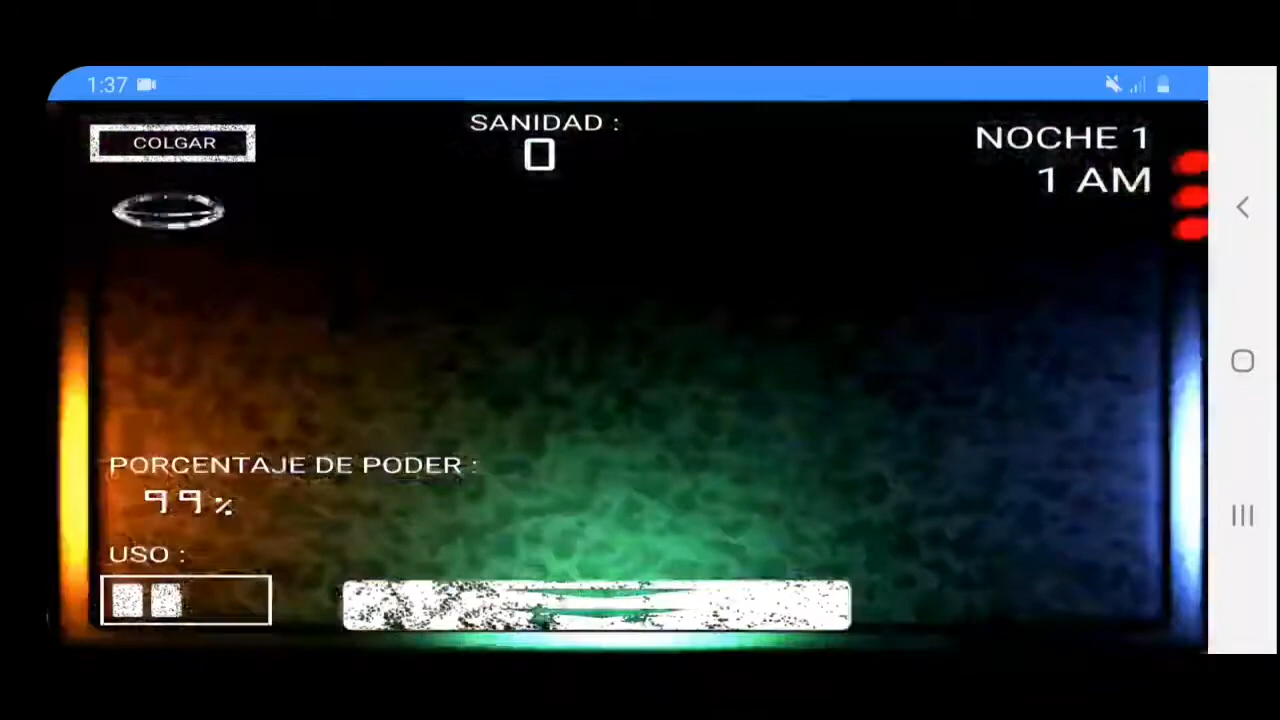 1:37
COLGAR
SANIDAD :
0
NOCHE 1
1 AM
PORCENTAJE DE PODER :
99%
USO :